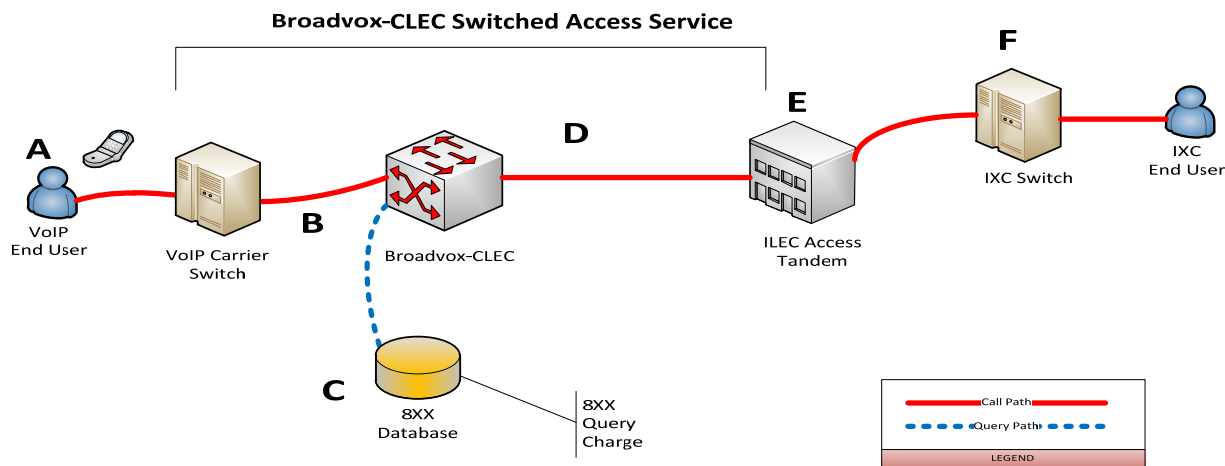 Broadvox-CLEC Switched Access Service
A
VoIP
End User
VoIP Carrier
Switch
B
Broadvox-CLEC
C
8XX
Database
8XX
Query
Charge
D
E
ILEC Access
Tandem
F
IXC Switch
IXC
End User
Call Path
Query Path
LEGEND